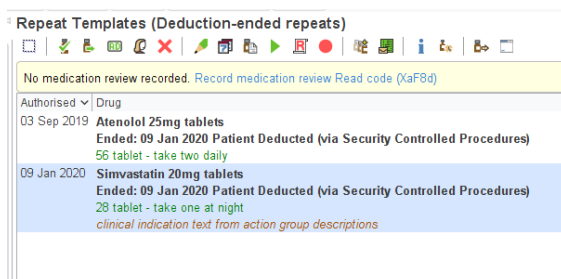 Repeat Templates (Deduction-ended repeats)
No medication review recorded. Record medication review Read code (XaF8d)
Authorised Drug
03 Sep 2019 Atenolol 25mg tablets
Ended: 09 Jan 2020 Patient Deducted (via Security Controlled Procedures)
56 tablet - take two daily
09 Jan 2020 Simvastatin 20mg tablets
Ended: 09 Jan 2020 Patient Deducted (via Security Controlled Procedures)
28 tablet - take one at night
clinical indication text from action group descriptions